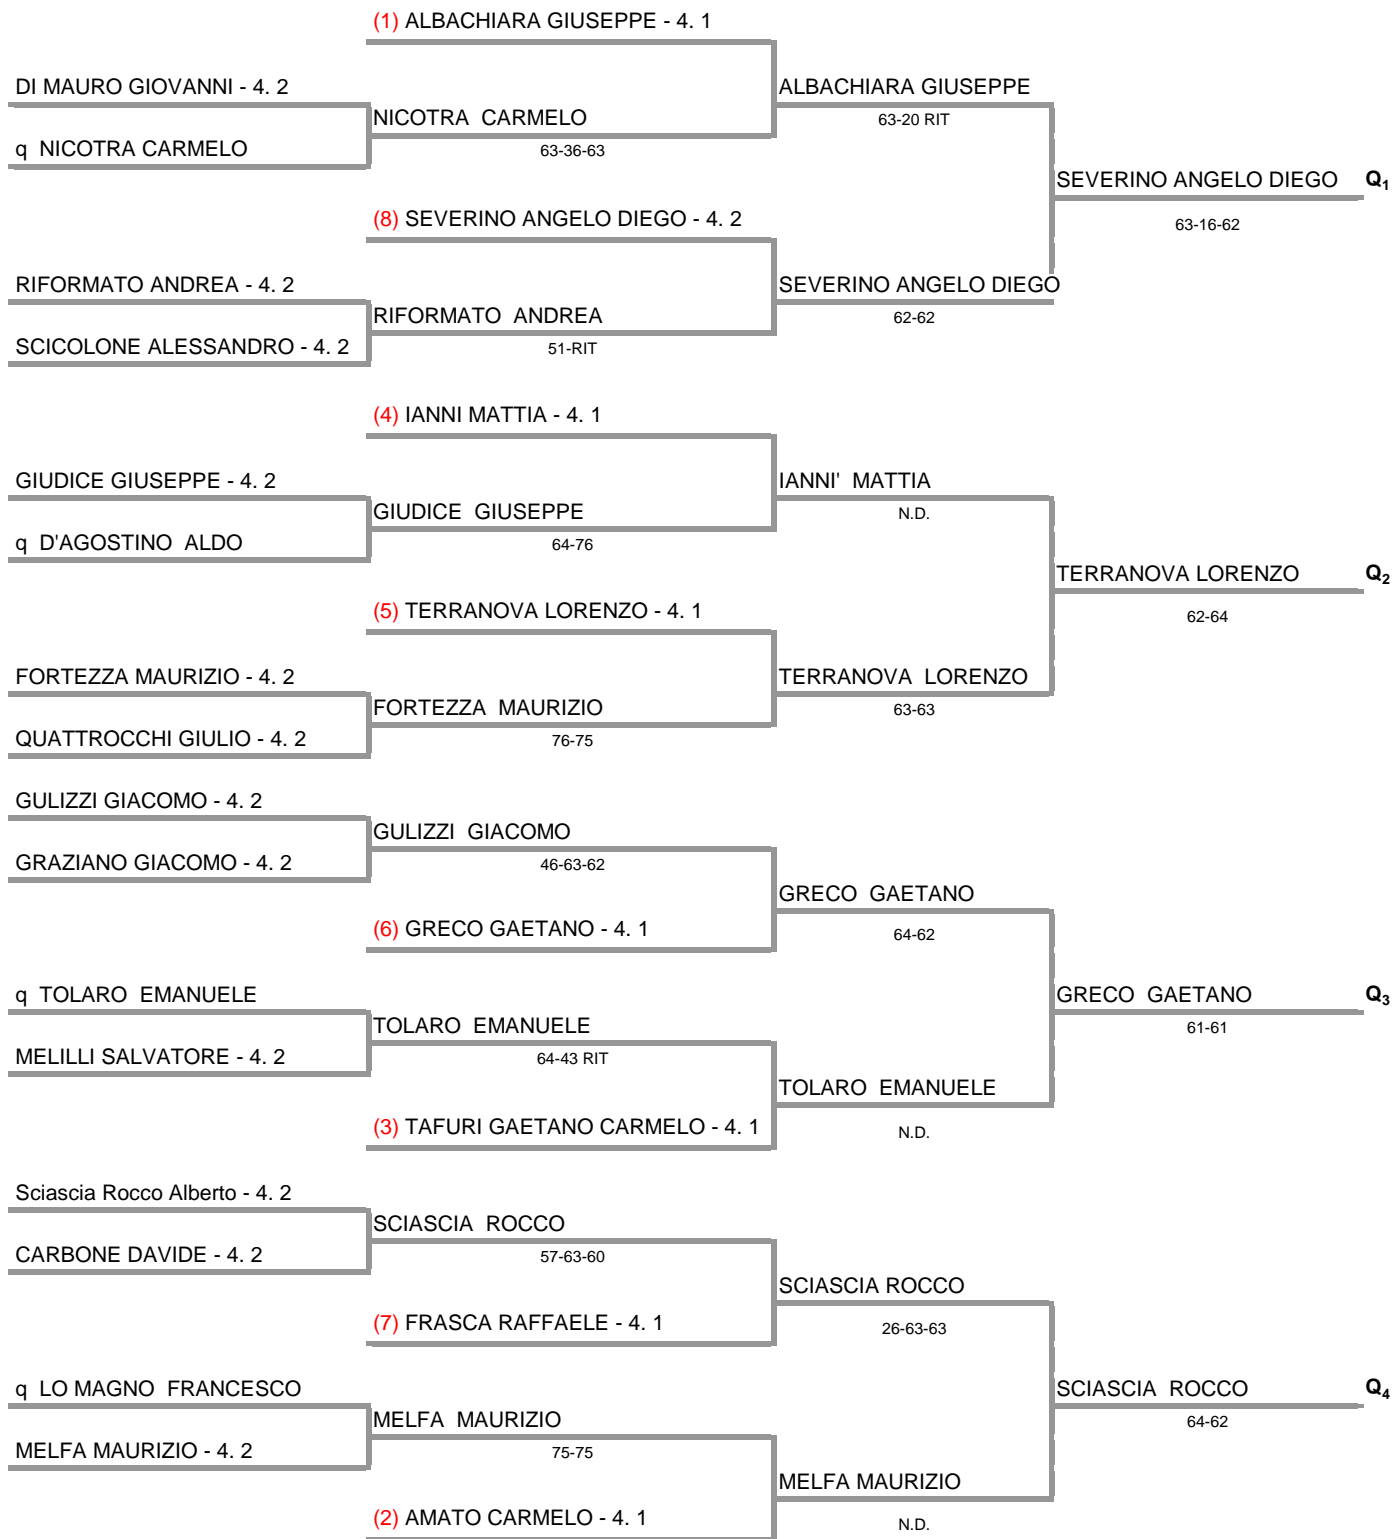 (1) ALBACHIARA GIUSEPPE - 4. 1
DI MAURO GIOVANNI - 4. 2
ALBACHIARA GIUSEPPE
NICOTRA CARMELO
63-20 RIT
q NICOTRA CARMELO
63-36-63
SEVERINO ANGELO DIEGO Q1
(8) SEVERINO ANGELO DIEGO - 4. 2
63-16-62
RIFORMATO ANDREA - 4. 2
SEVERINO ANGELO DIEGO
RIFORMATO ANDREA
62-62
SCICOLONE ALESSANDRO - 4. 2
51-RIT
(4) IANNI MATTIA - 4. 1
GIUDICE GIUSEPPE - 4. 2
IANNI' MATTIA
GIUDICE GIUSEPPE
N.D.
q D'AGOSTINO ALDO
64-76
TERRANOVA LORENZO Q2
(5) TERRANOVA LORENZO - 4. 1
62-64
FORTEZZA MAURIZIO - 4. 2
TERRANOVA LORENZO
FORTEZZA MAURIZIO
63-63
QUATTROCCHI GIULIO - 4. 2
76-75
GULIZZI GIACOMO - 4. 2
GULIZZI GIACOMO
GRAZIANO GIACOMO - 4. 2
46-63-62
GRECO GAETANO
(6) GRECO GAETANO - 4. 1
64-62
q TOLARO EMANUELE
GRECO GAETANO Q3
TOLARO EMANUELE
61-61
MELILLI SALVATORE - 4. 2
64-43 RIT
TOLARO EMANUELE
(3) TAFURI GAETANO CARMELO - 4. 1
N.D.
Sciascia Rocco Alberto - 4. 2
SCIASCIA ROCCO
CARBONE DAVIDE - 4. 2
57-63-60
SCIASCIA ROCCO
(7) FRASCA RAFFAELE - 4. 1
26-63-63
q LO MAGNO FRANCESCO
SCIASCIA ROCCO Q4
MELFA MAURIZIO
64-62
MELFA MAURIZIO - 4. 2
75-75
MELFA MAURIZIO
(2) AMATO CARMELO - 4. 1
N.D.